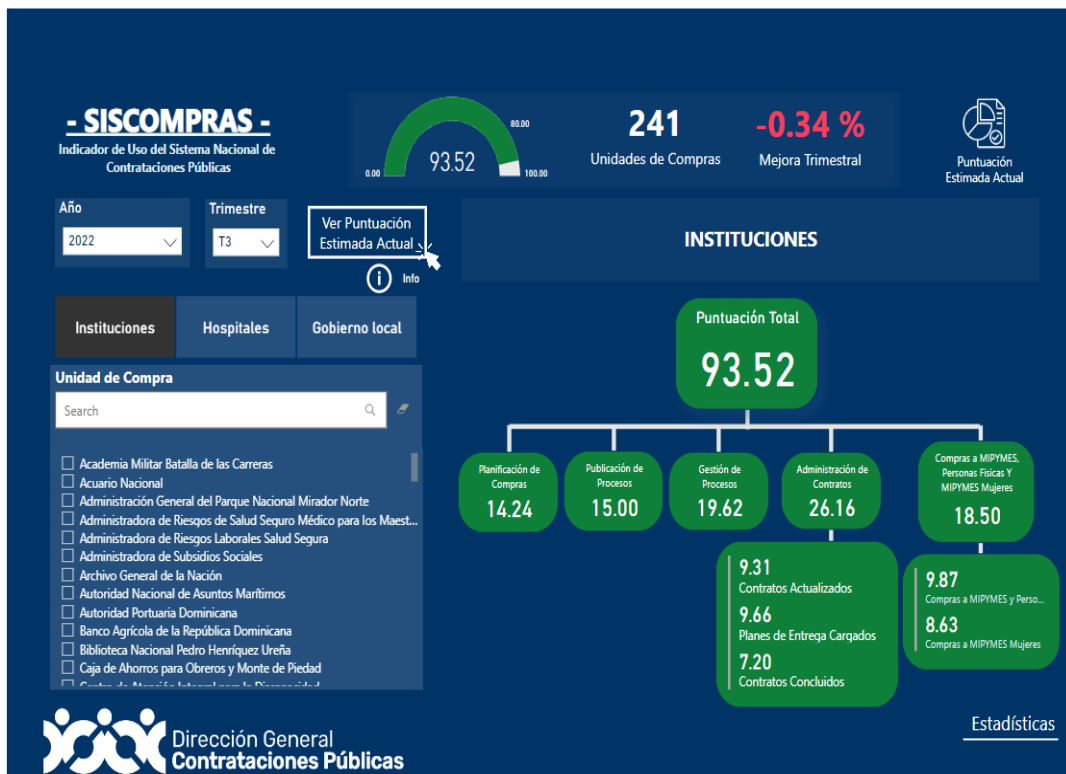 - SISCOMPRAS -
Indicador de Uso del Sistema Nacional de
Contrataciones Públicas
0.00
93.52
80.00
100.00
241
Unidades de Compras
-0.34 %
Mejora Trimestral
Puntuación
Estimada Actual
Año
2022
Trimestre
T3
Ver Puntuación
Estimada Actual
Info
INSTITUCIONES
Instituciones
Hospitales
Gobierno local
Unidad de Compra
Search
Academia Militar Batalla de las Carreras
Acuario Nacional
Administración General del Parque Nacional Mirador Norte
Administradora de Riesgos de Salud Seguro Médico para los Maest...
Administradora de Riesgos Laborales Salud Segura
Administradora de Subsidios Sociales
Archivo General de la Nación
Autoridad Nacional de Asuntos Marítimos
Autoridad Portuaria Dominicana
Banco Agrícola de la República Dominicana
Biblioteca Nacional Pedro Henríquez Ureña
Caja de Ahorros para Obreros y Monte de Piedad
Centro de Atención Integral para la Discapacidad
Puntuación Total
93.52
Planificación de
Compras
14.24
Publicación de
Procesos
15.00
Gestión de
Procesos
19.62
Administración de
Contratos
26.16
Compras a MIPYMES,
Personas Fisicas Y
MIPYMES Mujeres
18.50
9.31
Contratos Actualizados
9.66
Planes de Entrega Cargados
7.20
Contratos Concluidos
9.87
Compras a MIPYMES y Perso...
8.63
Compras a MIPYMES Mujeres
Dirección General
Contrataciones Públicas
Estadísticas